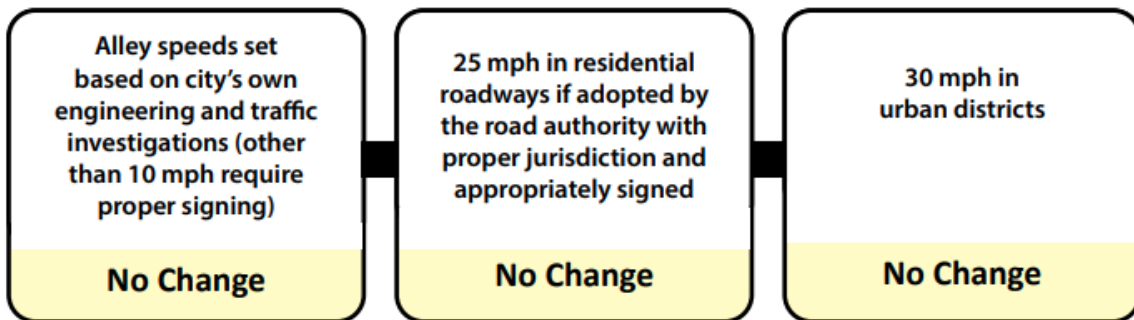 Alley speeds set
based on city's own
engineering and traffic
investigations (other
than 10 mph require
proper signing)
No Change
25 mph in residential
roadways if adopted by
the road authority with
proper jurisdiction and
appropriately signed
No Change
30 mph in
urban districts
No Change